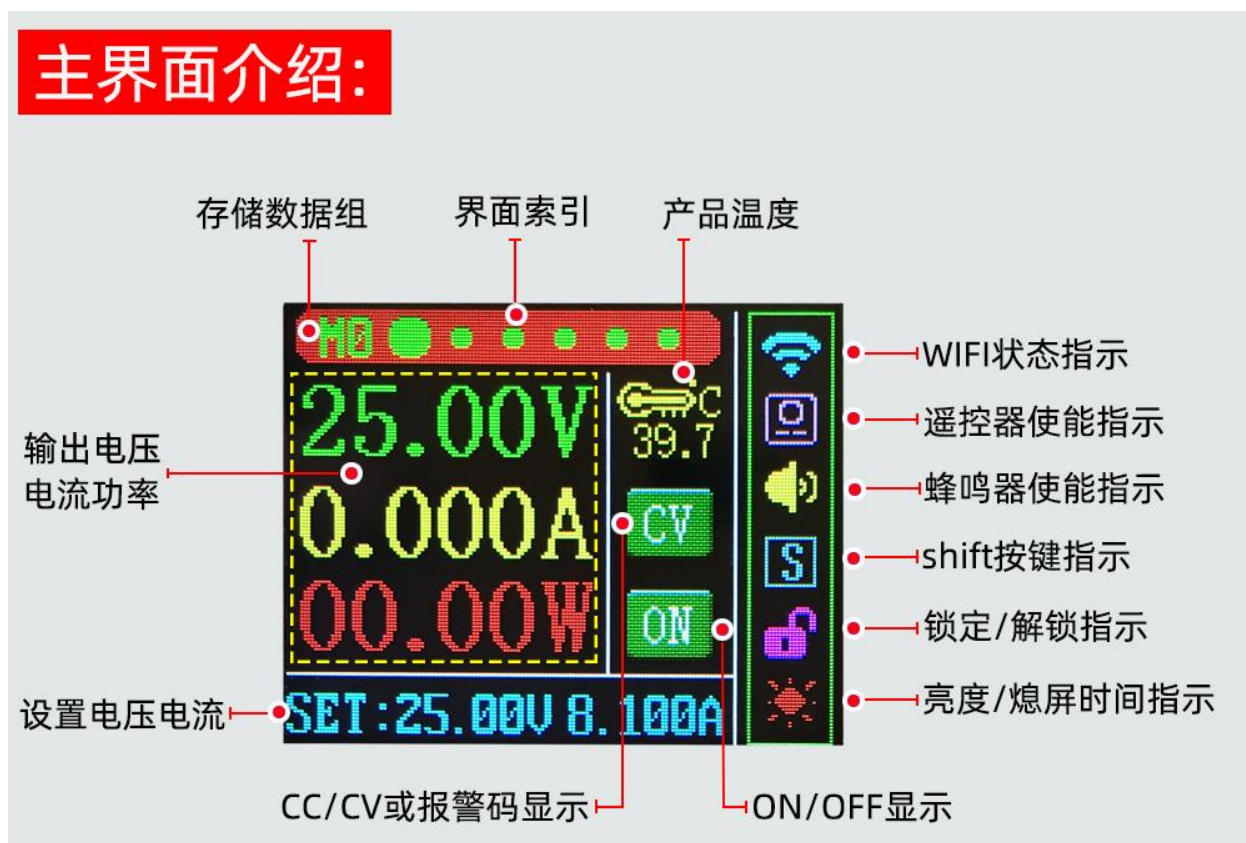 主界面介绍:
存储数据组
界面索引
产品温度
M0
25.00V
C
39.7
WIFI状态指示
遥控器使能指示
输出电压
电流功率
0.000A
CV
蜂鸣器使能指示
S
shift按键指示
00.00W
ON
锁定/解锁指示
设置电压电流
SET:25.00V 8.100A
亮度/熄屏时间指示
CC/CV或报警码显示
ON/OFF显示